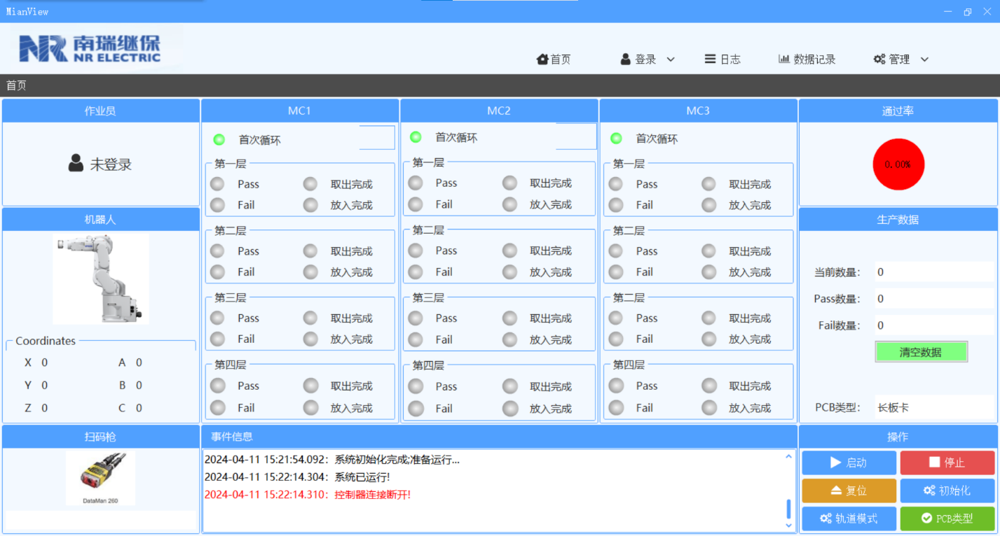 MianView
南瑞继保
NR NR ELECTRIC
首页 登录 日志 数据记录 管理
首页
作业员
未登录
机器人
Coordinates
X 0 A 0
Y 0 B 0
Z 0 C 0
扫码枪
DataMan 260
MC1
首次循环
第一层
Pass 取出完成
Fail 放入完成
第二层
Pass 取出完成
Fail 放入完成
第三层
Pass 取出完成
Fail 放入完成
第四层
Pass 取出完成
Fail 放入完成
MC2
首次循环
第一层
Pass 取出完成
Fail 放入完成
第二层
Pass 取出完成
Fail 放入完成
第三层
Pass 取出完成
Fail 放入完成
第四层
Pass 取出完成
Fail 放入完成
MC3
首次循环
第一层
Pass 取出完成
Fail 放入完成
第二层
Pass 取出完成
Fail 放入完成
第二层
Pass 取出完成
Fail 放入完成
第四层
Pass 取出完成
Fail 放入完成
事件信息
2024-04-11 15:21:54.092：系统初始化完成;准备运行...
2024-04-11 15:22:14.304：系统已运行!
2024-04-11 15:22:14.310：控制器连接断开!
通过率
0.00%
生产数据
当前数量： 0
Pass数量： 0
Fail数量： 0
清空数据
PCB类型： 长板卡
操作
启动 停止
复位 初始化
轨道模式 PCB类型